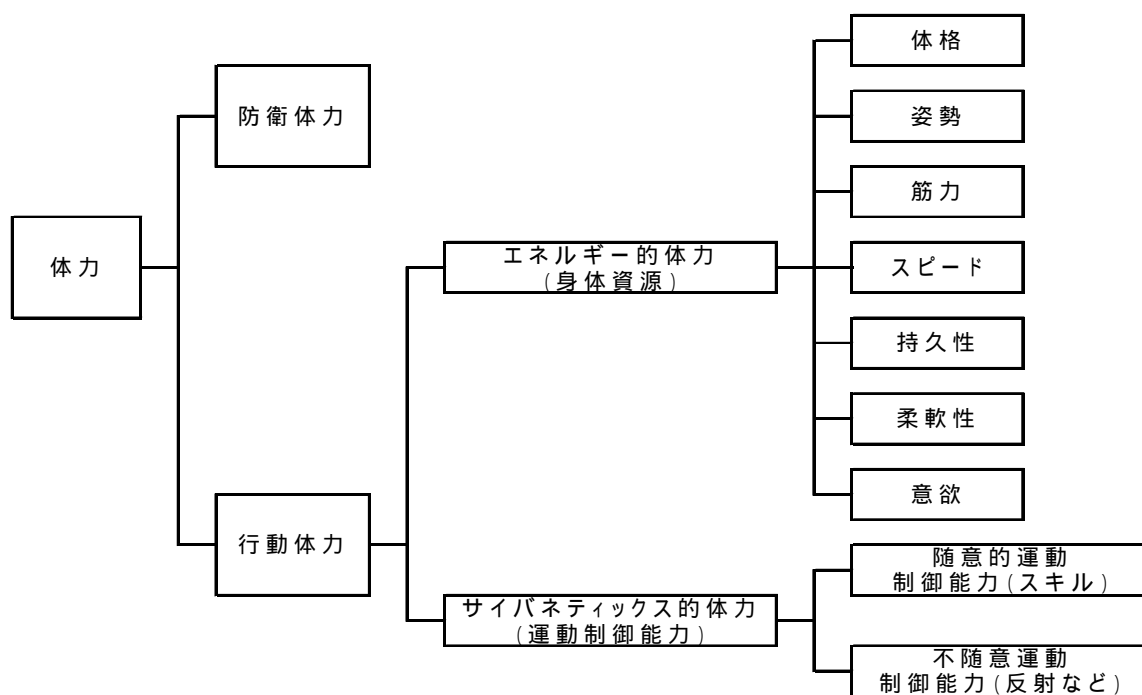 体力
防衛体力
行動体力
エネルギー的体力
(身体資源)
サイバネティックス的体力
(運動制御能力)
体格
姿勢
筋力
スピード
持久性
柔軟性
意欲
随意的運動
制御能力(スキル)
不随意運動
制御能力(反射など)